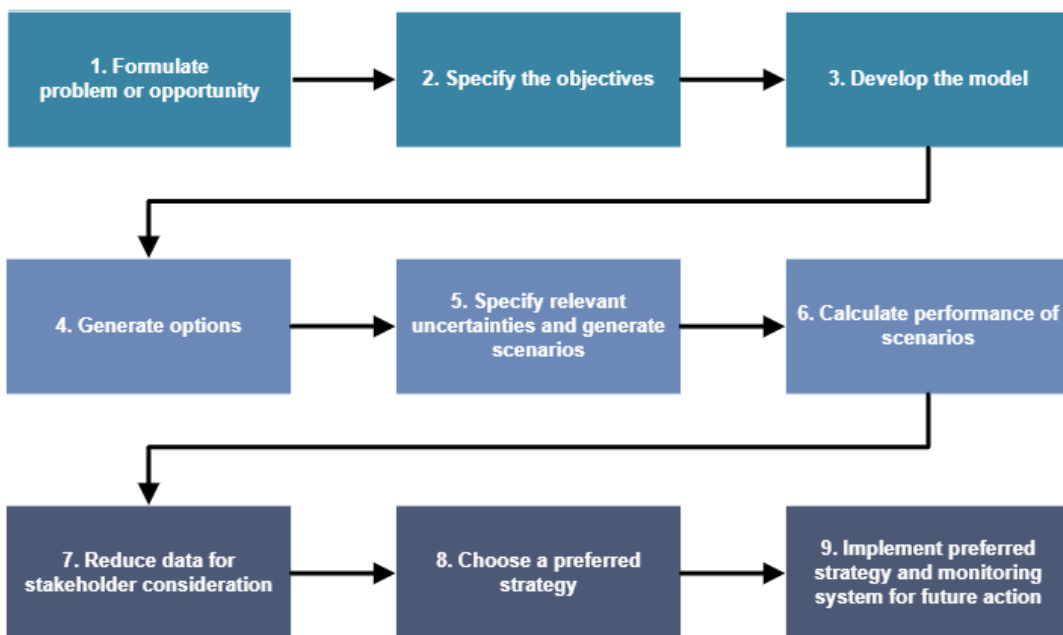 1. Formulate
problem or opportunity
2. Specify the objectives
3. Develop the model
4. Generate options
5. Specify relevant
uncertainties and generate
scenarios
6. Calculate performance of
scenarios
7. Reduce data for
stakeholder consideration
8. Choose a preferred
strategy
9. Implement preferred
strategy and monitoring
system for future action